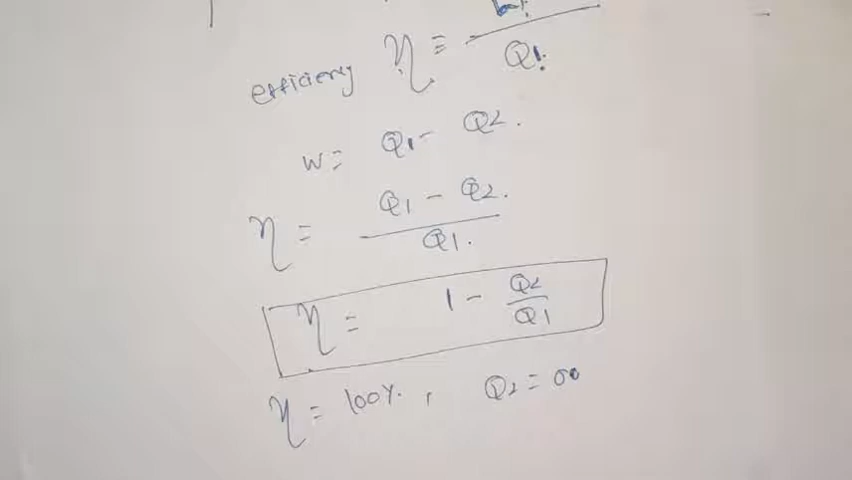 efficiency η = W / Q1.
W = Q1 - Q2.
η = Q1 - Q2. / Q1.
η = 1 - Q2 / Q1
η = 100%, Q2 = 00